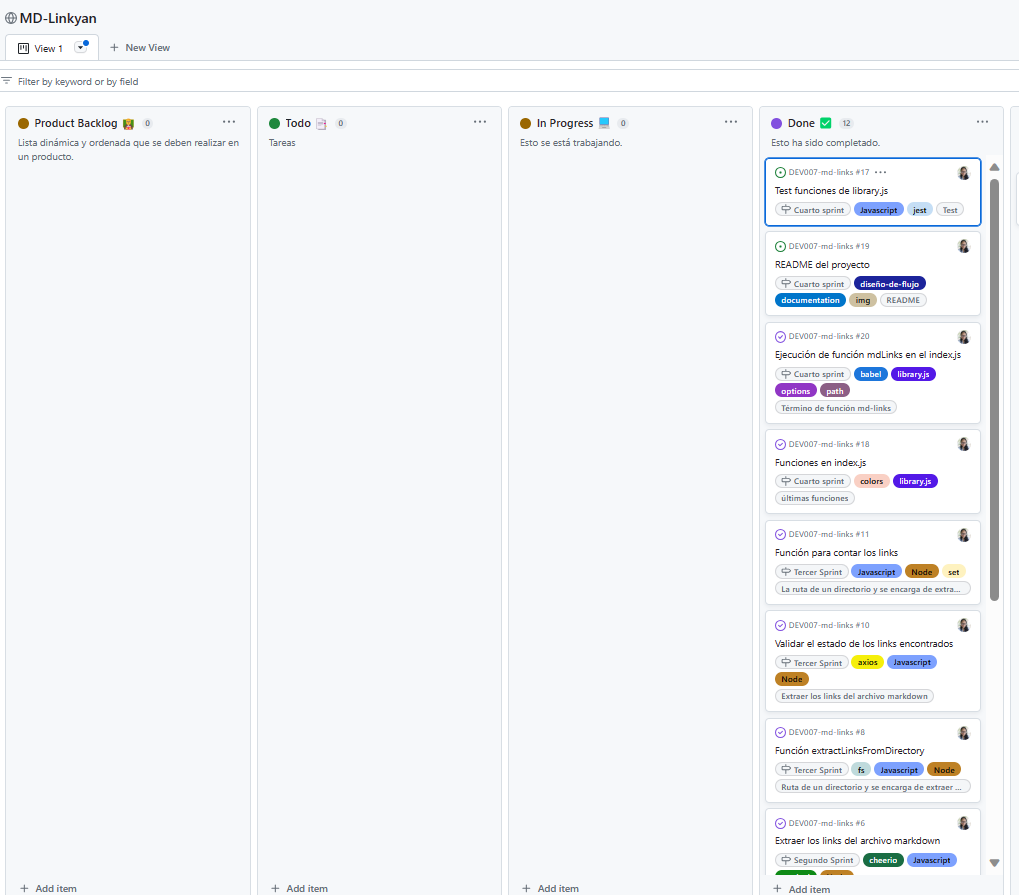 MD-Linkyan
View 1
New View
Filter by keyword or by field
Product Backlog 0
Lista dinámica y ordenada que se deben realizar en
un producto.
Add item
Todo 0
Tareas
Add item
In Progress 0
Esto se está trabajando.
Add item
Done 12
Esto ha sido completado.
DEV007-md-links #17
Test funciones de library.js
Cuarto sprint Javascript jest Test
DEV007-md-links #19
README del proyecto
Cuarto sprint diseño-de-flujo
documentation img README
DEV007-md-links #20
Ejecución de función mdLinks en el index.js
Cuarto sprint babel library.js
options path
Término de función md-links
DEV007-md-links #18
Funciones en index.js
Cuarto sprint colors library.js
últimas funciones
DEV007-md-links #11
Función para contar los links
Tercer Sprint Javascript Node set
La ruta de un directorio y se encarga de extra...
DEV007-md-links #10
Validar el estado de los links encontrados
Tercer Sprint axios Javascript
Node
Extraer los links del archivo markdown
DEV007-md-links #8
Función extractLinksFromDirectory
Tercer Sprint fs Javascript Node
Ruta de un directorio y se encarga de extraer ...
DEV007-md-links #6
Extraer los links del archivo markdown
Segundo Sprint cheerio Javascript
Add item